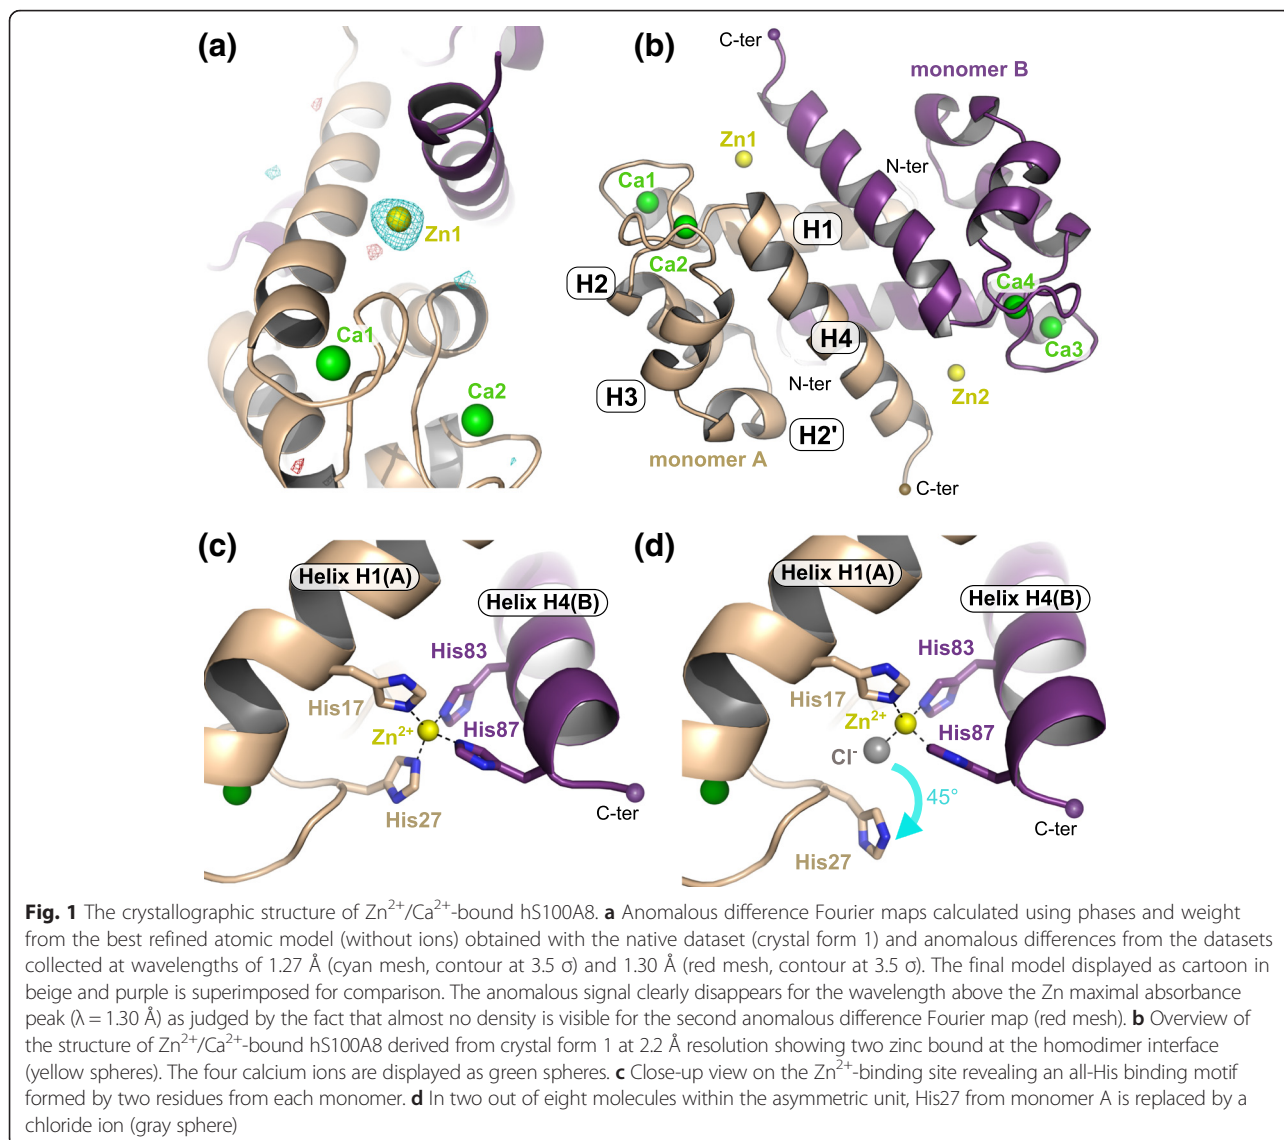 (a)
Zn1
Ca1
Ca2
(b)
C-ter
monomer B
Zn1
N-ter
Ca1
H1
Ca2
H2
Ca4
H4
Ca3
N-ter
Zn2
H3
H2'
monomer A
C-ter
(c)
Helix H1(A)
Helix H4(B)
His83
His17
Zn²⁺
His87
His27
C-ter
(d)
Helix H1(A)
Helix H4(B)
His83
His17
Zn²⁺
His87
Cl⁻
45°
C-ter
His27
Fig. 1 The crystallographic structure of Zn²⁺/Ca²⁺-bound hS100A8. a Anomalous difference Fourier maps calculated using phases and weight
from the best refined atomic model (without ions) obtained with the native dataset (crystal form 1) and anomalous differences from the datasets
collected at wavelengths of 1.27 Å (cyan mesh, contour at 3.5 σ) and 1.30 Å (red mesh, contour at 3.5 σ). The final model displayed as cartoon in
beige and purple is superimposed for comparison. The anomalous signal clearly disappears for the wavelength above the Zn maximal absorbance
peak (λ = 1.30 Å) as judged by the fact that almost no density is visible for the second anomalous difference Fourier map (red mesh). b Overview of
the structure of Zn²⁺/Ca²⁺-bound hS100A8 derived from crystal form 1 at 2.2 Å resolution showing two zinc bound at the homodimer interface
(yellow spheres). The four calcium ions are displayed as green spheres. c Close-up view on the Zn²⁺-binding site revealing an all-His binding motif
formed by two residues from each monomer. d In two out of eight molecules within the asymmetric unit, His27 from monomer A is replaced by a
chloride ion (gray sphere)